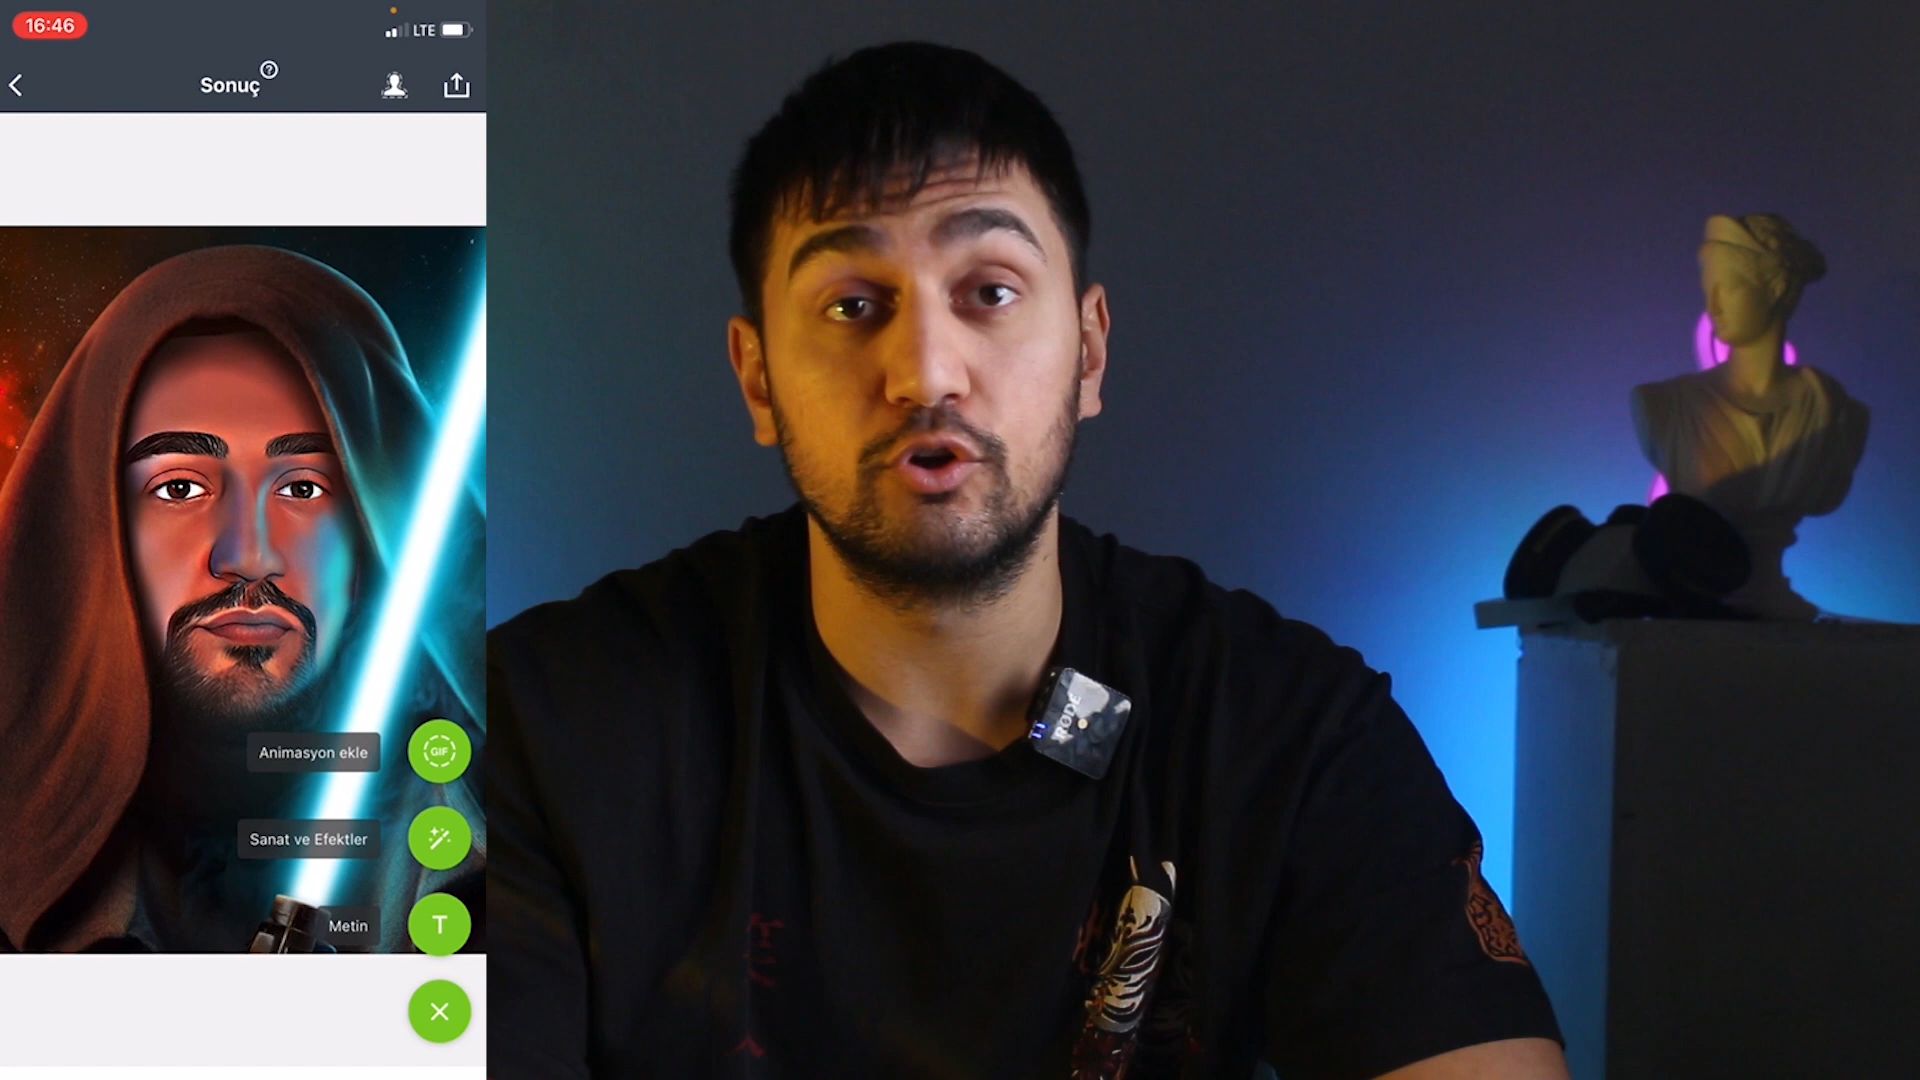 16:46
LTE
Sonuç
?
Animasyon ekle
GIF
Sanat ve Efektler
Metin
T
RØDE